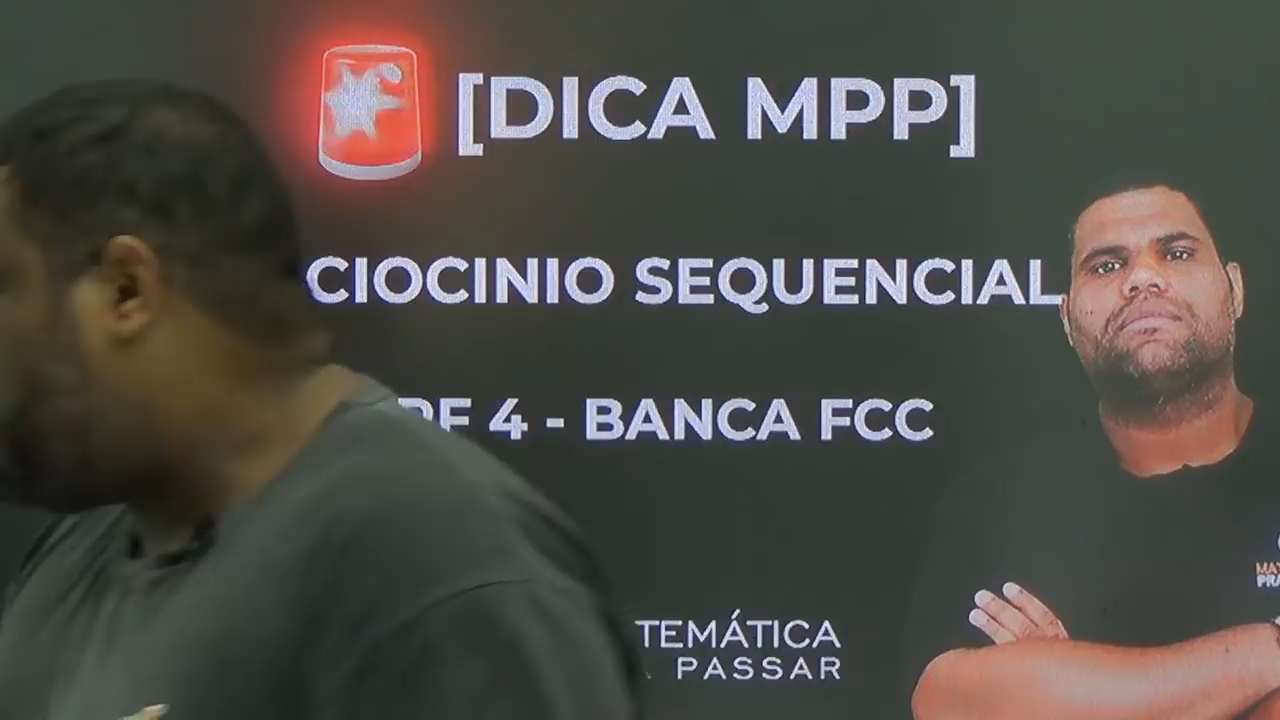 [DICA MPP]
CIOCINIO SEQUENCIAL
4 - BANCA FCC
TEMÁTICA
PASSAR